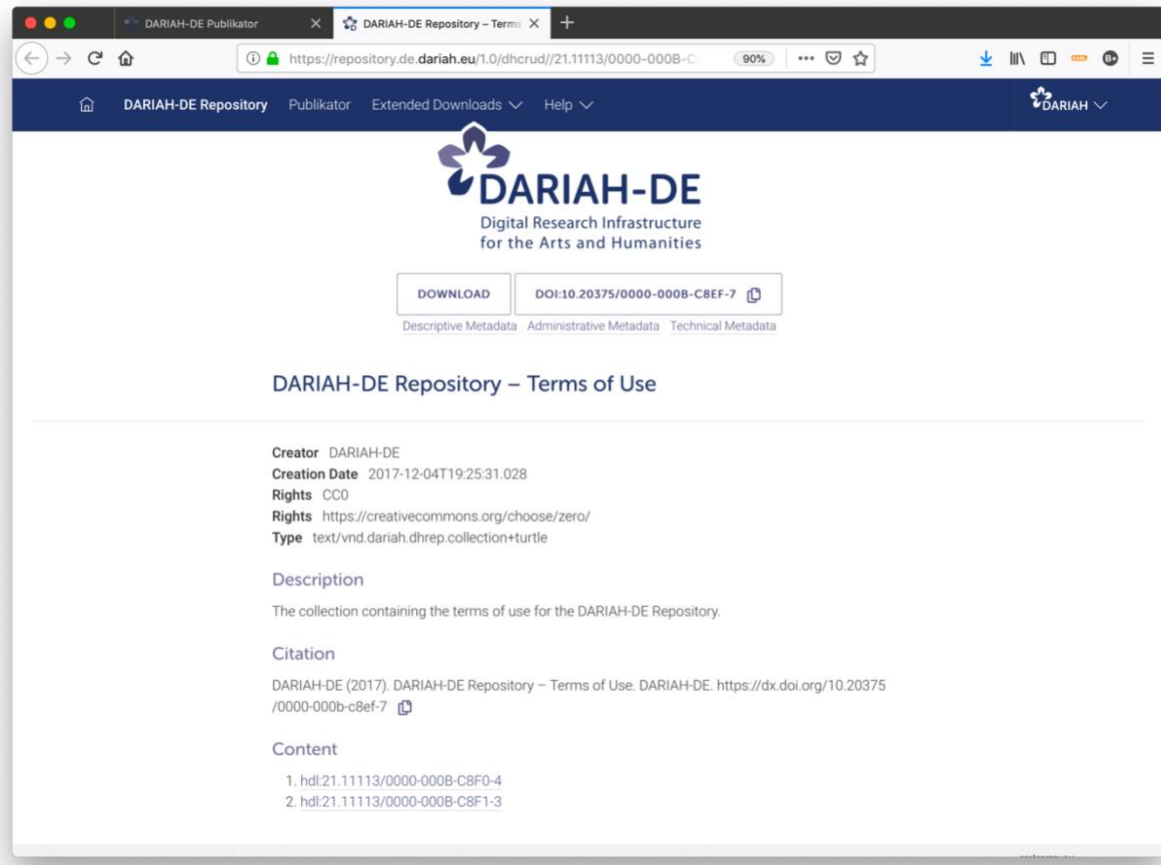 DARIAH-DE Publikator
DARIAH-DE Repository – Terms
https://repository.de.dariah.eu/1.0/dhcrud//21.11113/0000-000B-C 90%
DARIAH-DE Repository Publikator Extended Downloads Help DARIAH
DARIAH-DE
Digital Research Infrastructure
for the Arts and Humanities
DOWNLOAD DOI:10.20375/0000-000B-C8EF-7
Descriptive Metadata Administrative Metadata Technical Metadata
DARIAH-DE Repository – Terms of Use
Creator DARIAH-DE
Creation Date 2017-12-04T19:25:31.028
Rights CC0
Rights https://creativecommons.org/choose/zero/
Type text/vnd.dariah.dhrep.collection+turtle
Description
The collection containing the terms of use for the DARIAH-DE Repository.
Citation
DARIAH-DE (2017). DARIAH-DE Repository – Terms of Use. DARIAH-DE. https://dx.doi.org/10.20375
/0000-000b-c8ef-7
Content
1. hdl:21.11113/0000-000B-C8F0-4
2. hdl:21.11113/0000-000B-C8F1-3